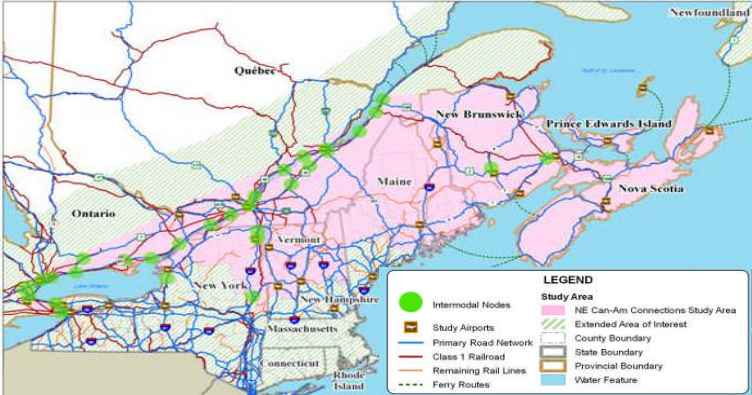 Newfoundland
Québec
Gulf of St. Lawrence
New Brunswick
Prince Edwards Island
Maine
Nova Scotia
Ontario
Vermont
Lake Ontario
New York
New Hampshire
Massachusetts
Connecticut
Rhode
Island
LEGEND
Intermodal Nodes
Study Airports
Primary Road Network
Class 1 Railroad
Remaining Rail Lines
Ferry Routes
Study Area
NE Can-Am Connections Study Area
Extended Area of Interest
County Boundary
State Boundary
Provincial Boundary
Water Feature